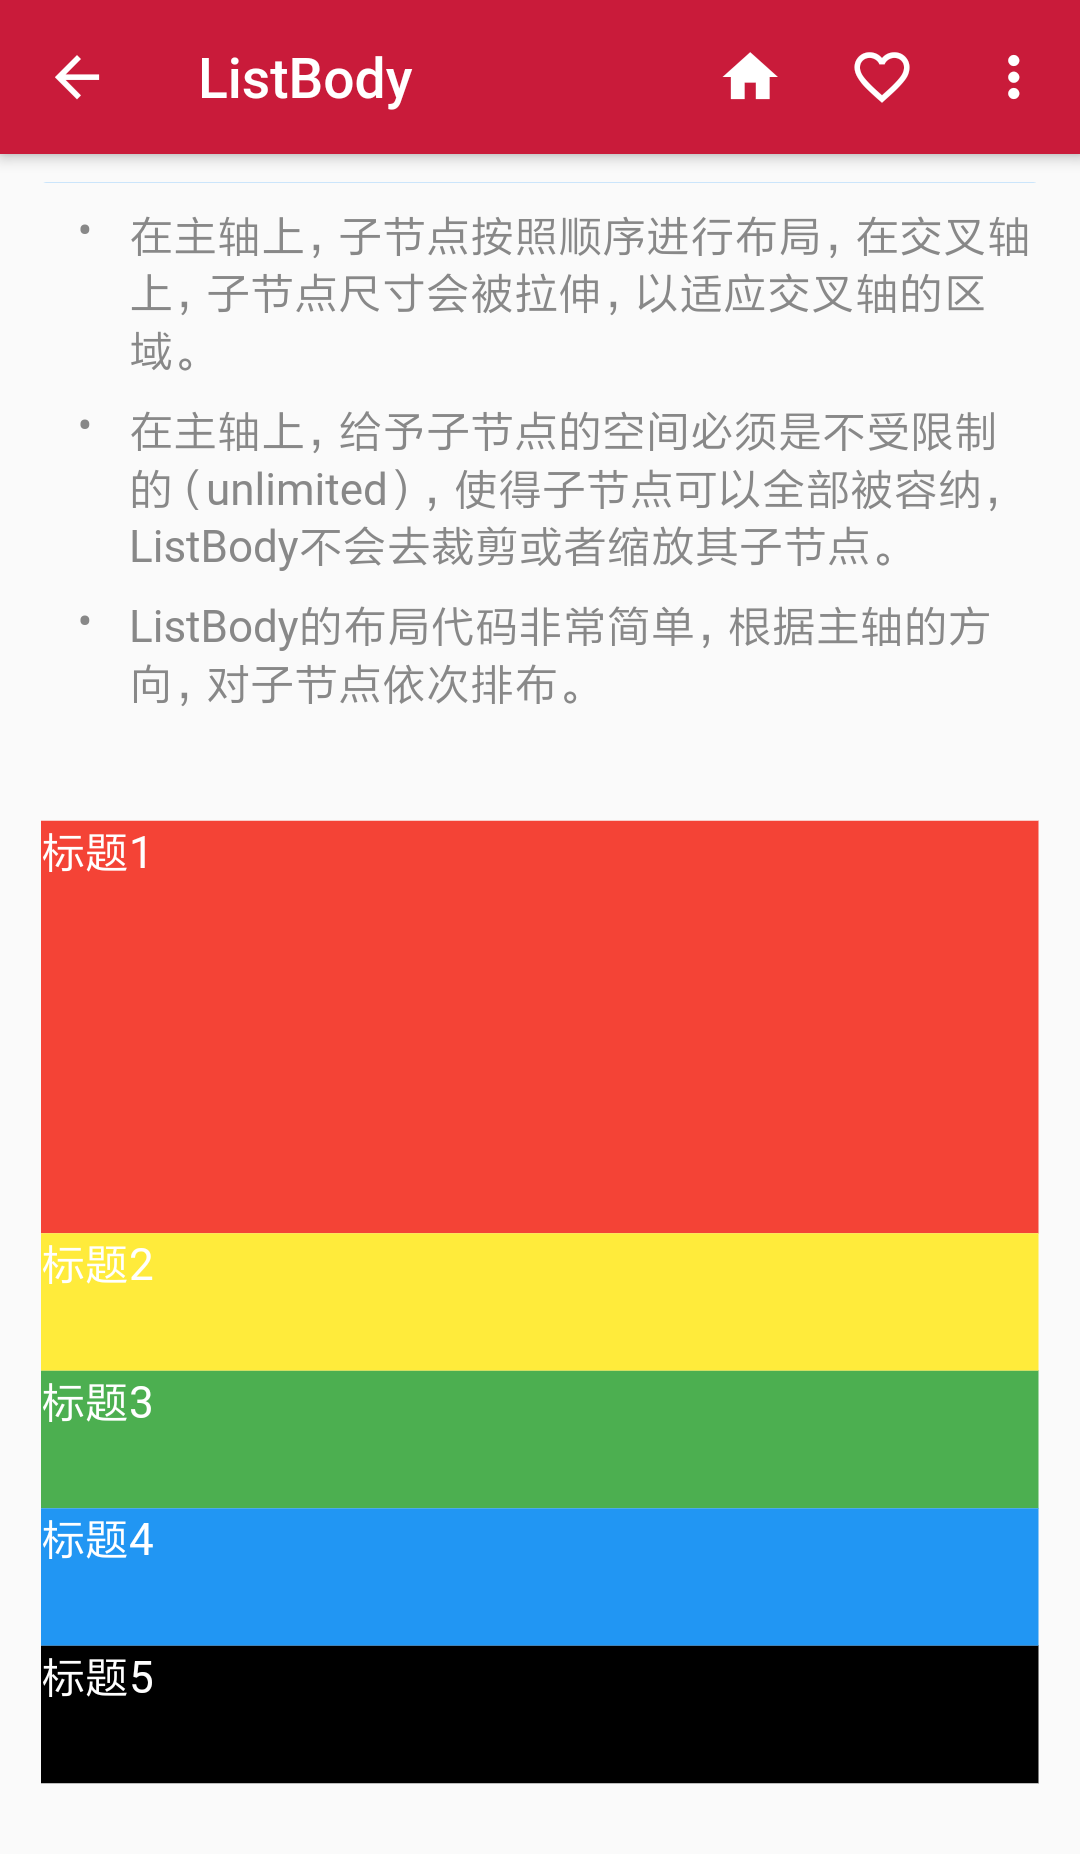 ListBody
• 在主轴上，子节点按照顺序进行布局，在交叉轴
上，子节点尺寸会被拉伸，以适应交叉轴的区
域。
• 在主轴上，给予子节点的空间必须是不受限制
的（unlimited），使得子节点可以全部被容纳，
ListBody不会去裁剪或者缩放其子节点。
• ListBody的布局代码非常简单，根据主轴的方
向，对子节点依次排布。
标题1
标题2
标题3
标题4
标题5